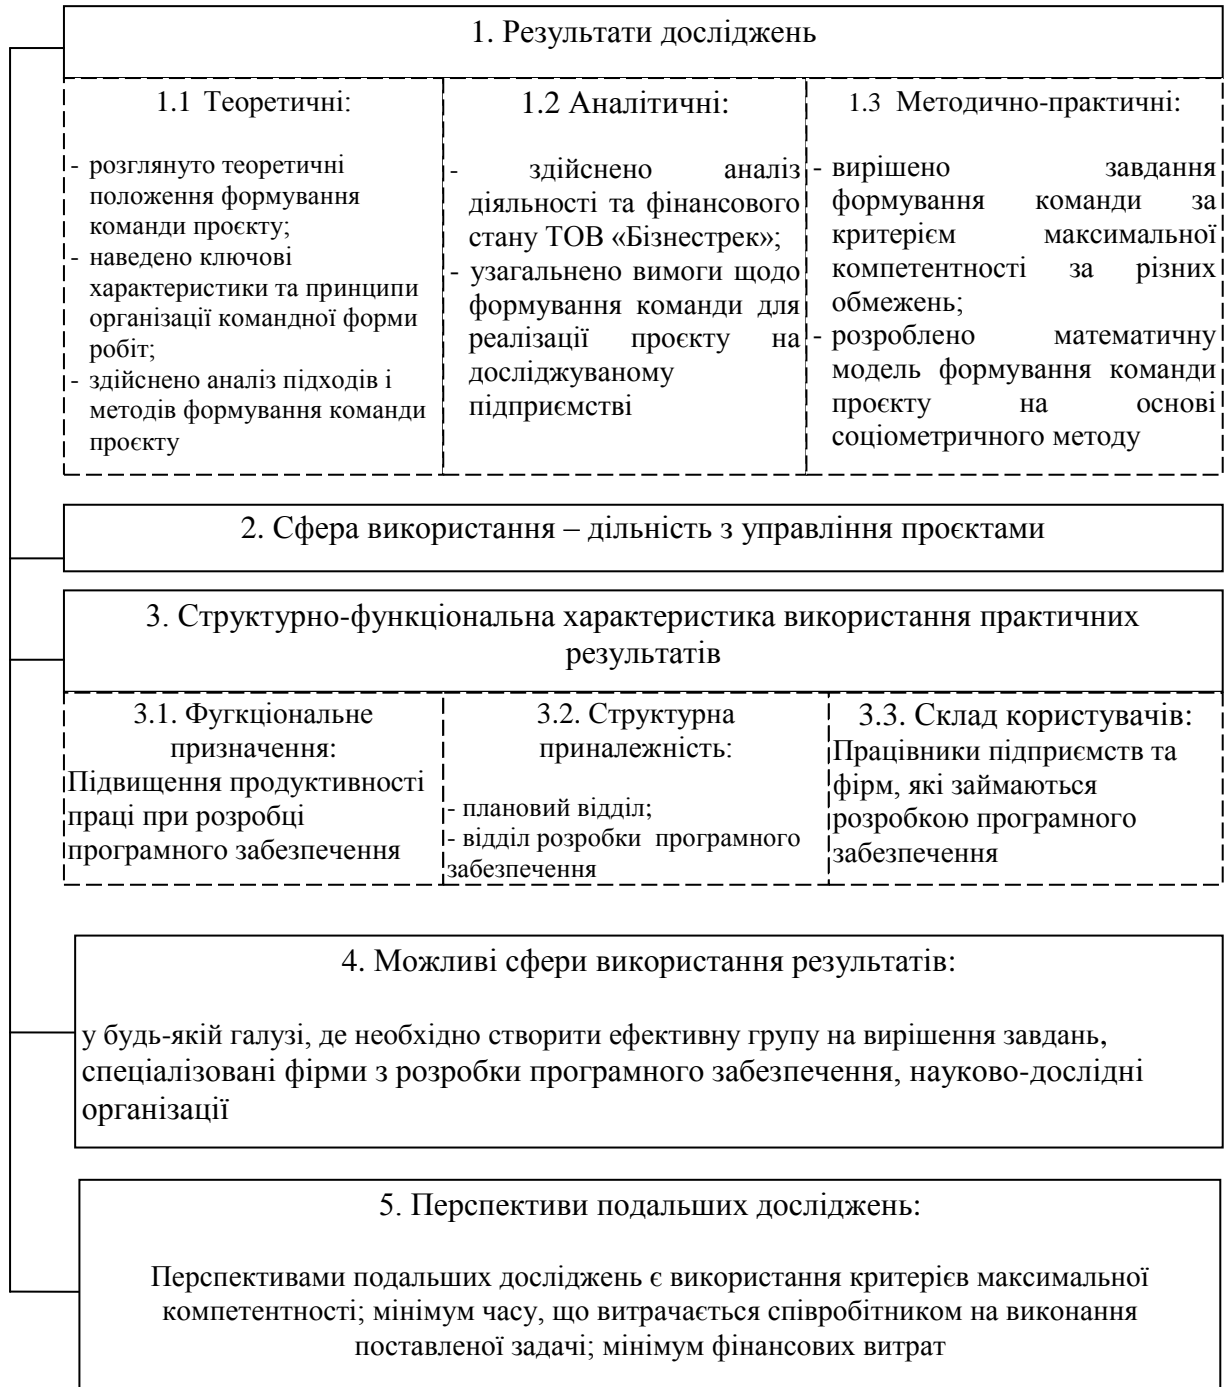 1. Результати досліджень
1.1 Теоретичні:
- розглянуто теоретичні
положення формування
команди проєкту;
- наведено ключові
характеристики та принципи
організації командної форми
робіт;
- здійснено аналіз підходів і
методів формування команди
проєкту
1.2 Аналітичні:
- здійснено аналіз
діяльності та фінансового
стану ТОВ «Бізнестрек»;
- узагальнено вимоги щодо
формування команди для
реалізації проєкту на
досліджуваному
підприємстві
1.3 Методично-практичні:
- вирішено завдання
формування команди за
критерієм максимальної
компетентності за різних
обмежень;
- розроблено математичну
модель формування команди
проєкту на основі
соціометричного методу
2. Сфера використання – дільність з управління проєктами
3. Структурно-функціональна характеристика використання практичних
результатів
3.1. Фугкціональне
призначення:
Підвищення продуктивності
праці при розробці
програмного забезпечення
3.2. Структурна
приналежність:
- плановий відділ;
- відділ розробки програмного
забезпечення
3.3. Склад користувачів:
Працівники підприємств та
фірм, які займаються
розробкою програмного
забезпечення
4. Можливі сфери використання результатів:
у будь-якій галузі, де необхідно створити ефективну групу на вирішення завдань,
спеціалізовані фірми з розробки програмного забезпечення, науково-дослідні
організації
5. Перспективи подальших досліджень:
Перспективами подальших досліджень є використання критерієв максимальної
компетентності; мінімум часу, що витрачається співробітником на виконання
поставленої задачі; мінімум фінансових витрат